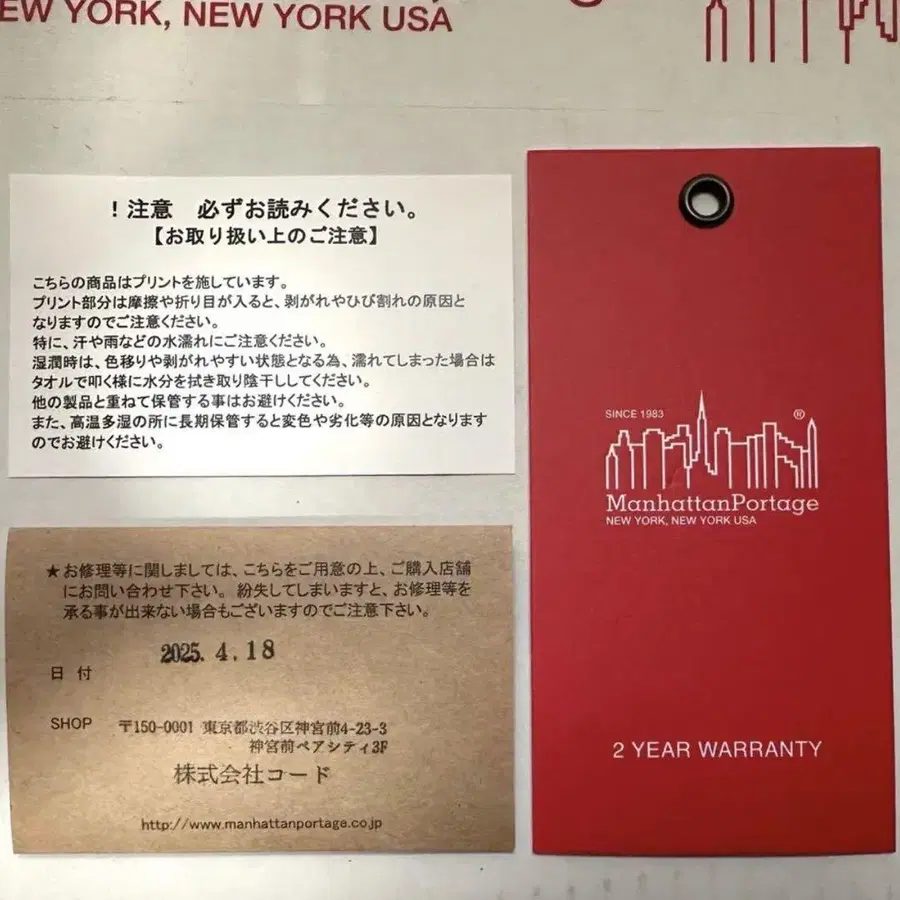 EW YORK, NEW YORK USA
！注意　必ずお読みください。
【お取り扱い上のご注意】
こちらの商品はプリントを施しています。
プリント部分は摩擦や折り目が入ると、剥がれやひび割れの原因と
なりますのでご注意ください。
特に、汗や雨などの水濡れにご注意ください。
湿潤時は、色移りや剥がれやすい状態となる為、濡れてしまった場合は
タオルで叩く様に水分を拭き取り陰干ししてください。
他の製品と重ねて保管する事はお避けください。
また、高温多湿の所に長期保管すると変色や劣化等の原因となります
のでお避けください。
★お修理等に関しましては、こちらをご用意の上、ご購入店舗
にお問い合わせ下さい。紛失してしまいますと、お修理等を
承る事が出来ない場合もございますのでご注意下さい。
日 付 2025. 4. 18
SHOP 〒150-0001 東京都渋谷区神宮前4-23-3
神宮前ペアシティ3F
株式会社コード
http://www.manhattanportage.co.jp
SINCE 1983 ®
ManhattanPortage
NEW YORK, NEW YORK USA
2 YEAR WARRANTY